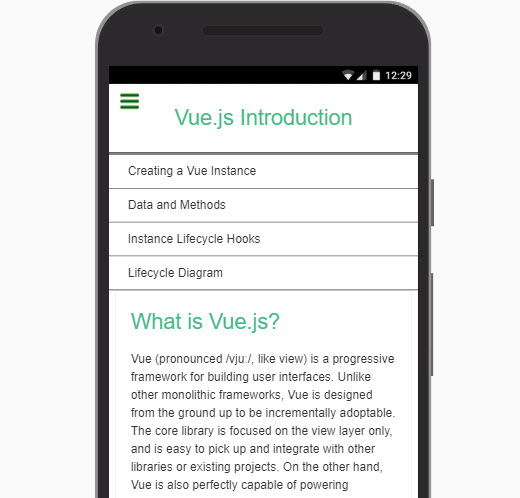 12:29
Vue.js Introduction
Creating a Vue Instance
Data and Methods
Instance Lifecycle Hooks
Lifecycle Diagram
What is Vue.js?
Vue (pronounced /vjuː/, like view) is a progressive
framework for building user interfaces. Unlike
other monolithic frameworks, Vue is designed
from the ground up to be incrementally adoptable.
The core library is focused on the view layer only,
and is easy to pick up and integrate with other
libraries or existing projects. On the other hand,
Vue is also perfectly capable of powering